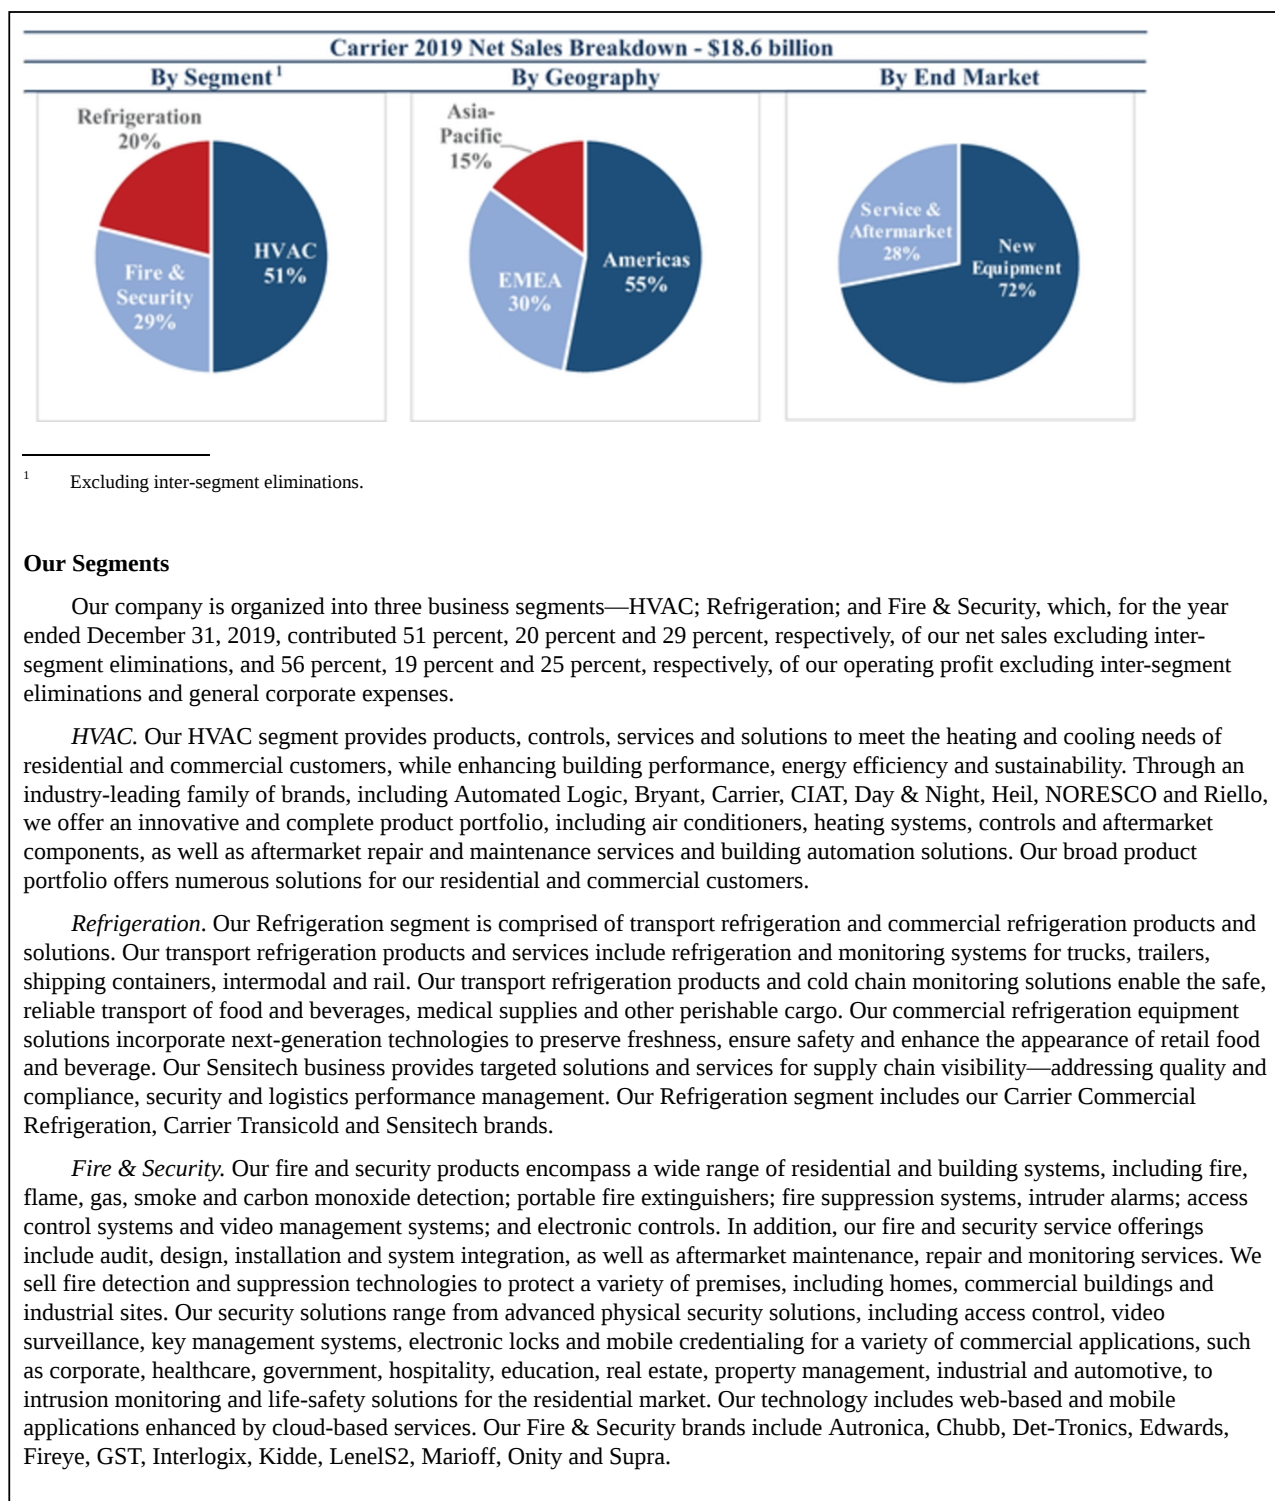 Carrier 2019 Net Sales Breakdown - $18.6 billion
By Segment 1
By Geography
By End Market
Refrigeration
20%
HVAC
51%
Fire &
Security
29%
Asia-
Pacific
15%
Americas
55%
EMEA
30%
Service &
Aftermarket
28%
New
Equipment
72%
1 Excluding inter-segment eliminations.
Our Segments
Our company is organized into three business segments—HVAC; Refrigeration; and Fire & Security, which, for the year
ended December 31, 2019, contributed 51 percent, 20 percent and 29 percent, respectively, of our net sales excluding inter-
segment eliminations, and 56 percent, 19 percent and 25 percent, respectively, of our operating profit excluding inter-segment
eliminations and general corporate expenses.
HVAC. Our HVAC segment provides products, controls, services and solutions to meet the heating and cooling needs of
residential and commercial customers, while enhancing building performance, energy efficiency and sustainability. Through an
industry-leading family of brands, including Automated Logic, Bryant, Carrier, CIAT, Day & Night, Heil, NORESCO and Riello,
we offer an innovative and complete product portfolio, including air conditioners, heating systems, controls and aftermarket
components, as well as aftermarket repair and maintenance services and building automation solutions. Our broad product
portfolio offers numerous solutions for our residential and commercial customers.
Refrigeration. Our Refrigeration segment is comprised of transport refrigeration and commercial refrigeration products and
solutions. Our transport refrigeration products and services include refrigeration and monitoring systems for trucks, trailers,
shipping containers, intermodal and rail. Our transport refrigeration products and cold chain monitoring solutions enable the safe,
reliable transport of food and beverages, medical supplies and other perishable cargo. Our commercial refrigeration equipment
solutions incorporate next-generation technologies to preserve freshness, ensure safety and enhance the appearance of retail food
and beverage. Our Sensitech business provides targeted solutions and services for supply chain visibility—addressing quality and
compliance, security and logistics performance management. Our Refrigeration segment includes our Carrier Commercial
Refrigeration, Carrier Transicold and Sensitech brands.
Fire & Security. Our fire and security products encompass a wide range of residential and building systems, including fire,
flame, gas, smoke and carbon monoxide detection; portable fire extinguishers; fire suppression systems, intruder alarms; access
control systems and video management systems; and electronic controls. In addition, our fire and security service offerings
include audit, design, installation and system integration, as well as aftermarket maintenance, repair and monitoring services. We
sell fire detection and suppression technologies to protect a variety of premises, including homes, commercial buildings and
industrial sites. Our security solutions range from advanced physical security solutions, including access control, video
surveillance, key management systems, electronic locks and mobile credentialing for a variety of commercial applications, such
as corporate, healthcare, government, hospitality, education, real estate, property management, industrial and automotive, to
intrusion monitoring and life-safety solutions for the residential market. Our technology includes web-based and mobile
applications enhanced by cloud-based services. Our Fire & Security brands include Autronica, Chubb, Det-Tronics, Edwards,
Fireye, GST, Interlogix, Kidde, LenelS2, Marioff, Onity and Supra.